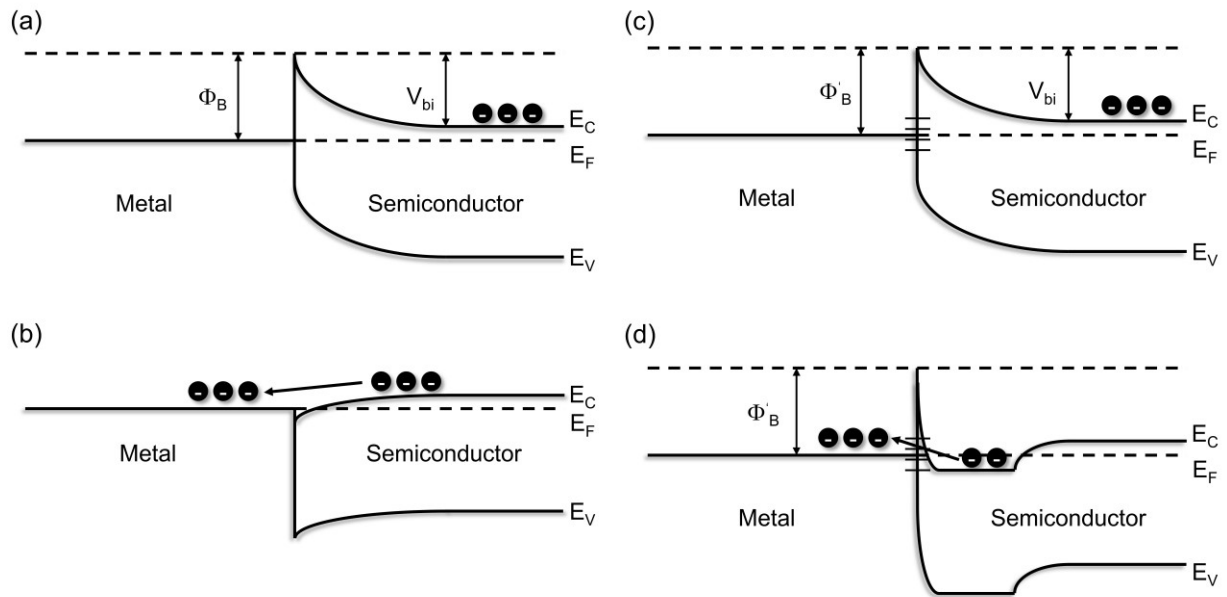 (a)
Φ_B
V_bi
E_C
E_F
Metal
Semiconductor
E_V
(b)
E_C
E_F
Metal
Semiconductor
E_V
(c)
Φ'_B
V_bi
E_C
E_F
Metal
Semiconductor
E_V
(d)
Φ'_B
E_C
E_F
Metal
Semiconductor
E_V